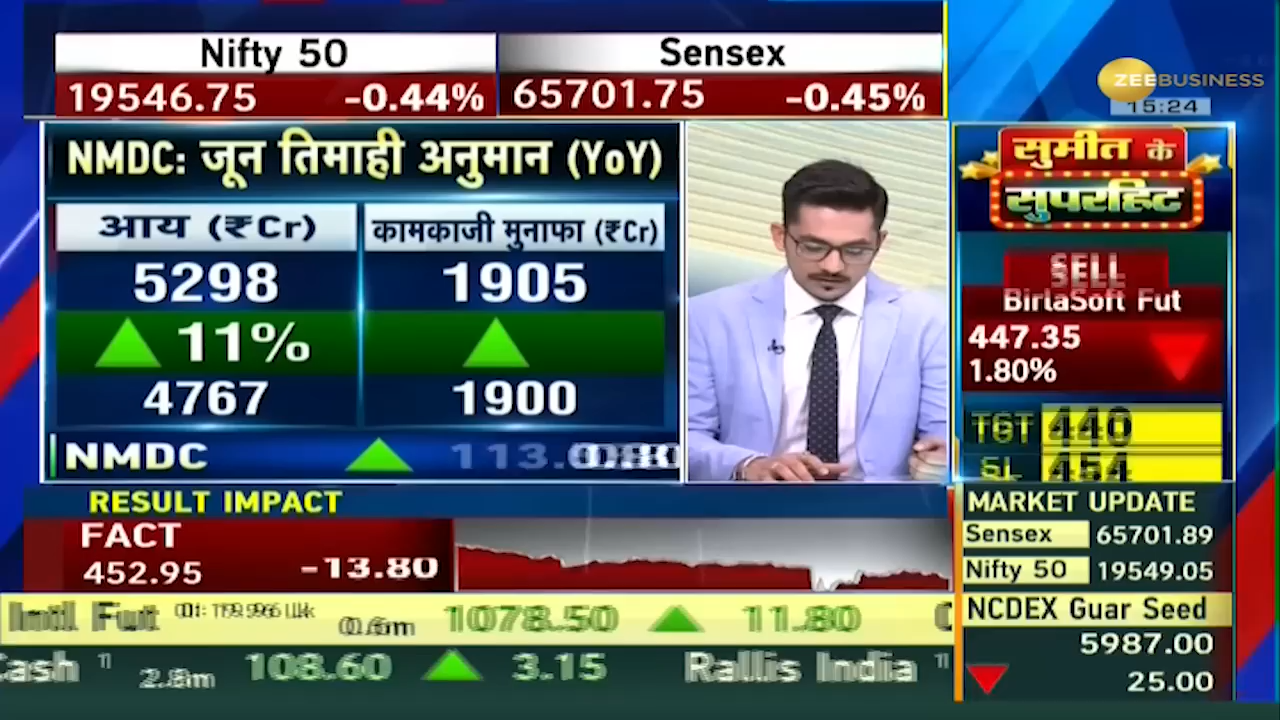 Nifty 50
19546.75 -0.44%
Sensex
65701.75 -0.45%
ZEEBUSINESS
15:24
NMDC: जून तिमाही अनुमान (YoY)
आय (₹Cr)
कामकाजी मुनाफा (₹Cr)
5298
1905
11%
4767
1900
NMDC
सुमीत के
सुपरहिट
SELL
BirlaSoft Fut
447.35
1.80%
TGT 440
SL 454
RESULT IMPACT
FACT
452.95 -13.80
MARKET UPDATE
Sensex 65701.89
Nifty 50 19549.05
NCDEX Guar Seed
5987.00
25.00
Intl Fut 1078.50 11.80
Cash 2.8m 108.60 3.15 Rallis India